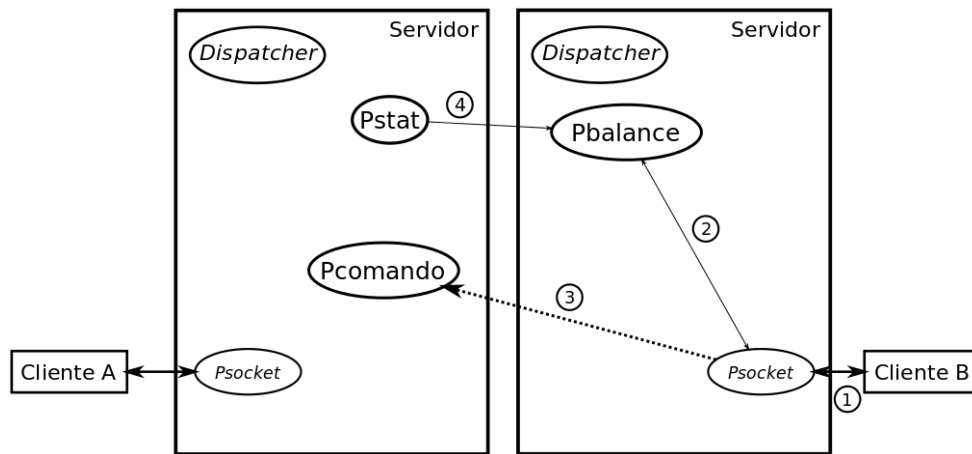 Servidor
Dispatcher
Pstat
4
Pcomando
Psocket
Cliente A
Servidor
Dispatcher
Pbalance
2
3
Psocket
Cliente B
1